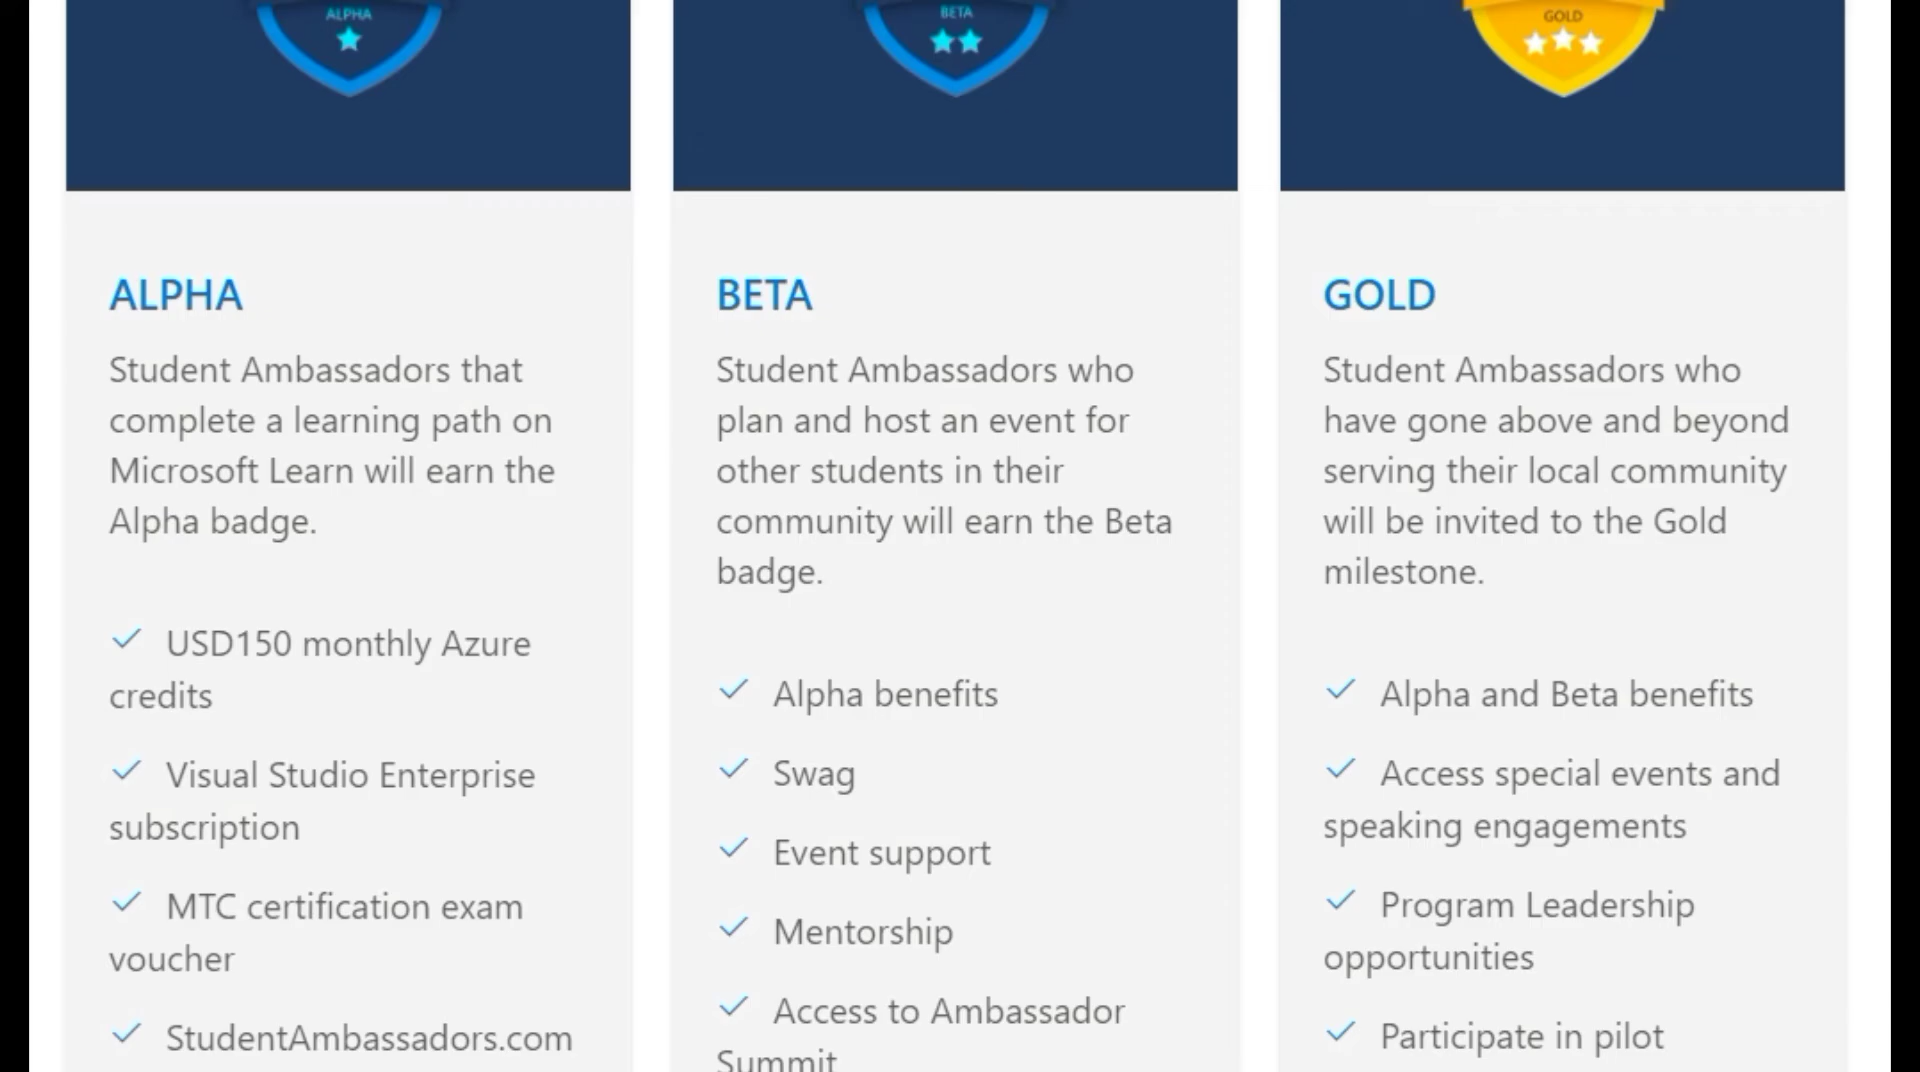 ALPHA
BETA
GOLD
ALPHA
Student Ambassadors that
complete a learning path on
Microsoft Learn will earn the
Alpha badge.
USD150 monthly Azure
credits
Visual Studio Enterprise
subscription
MTC certification exam
voucher
StudentAmbassadors.com
BETA
Student Ambassadors who
plan and host an event for
other students in their
community will earn the Beta
badge.
Alpha benefits
Swag
Event support
Mentorship
Access to Ambassador
Summit
GOLD
Student Ambassadors who
have gone above and beyond
serving their local community
will be invited to the Gold
milestone.
Alpha and Beta benefits
Access special events and
speaking engagements
Program Leadership
opportunities
Participate in pilot